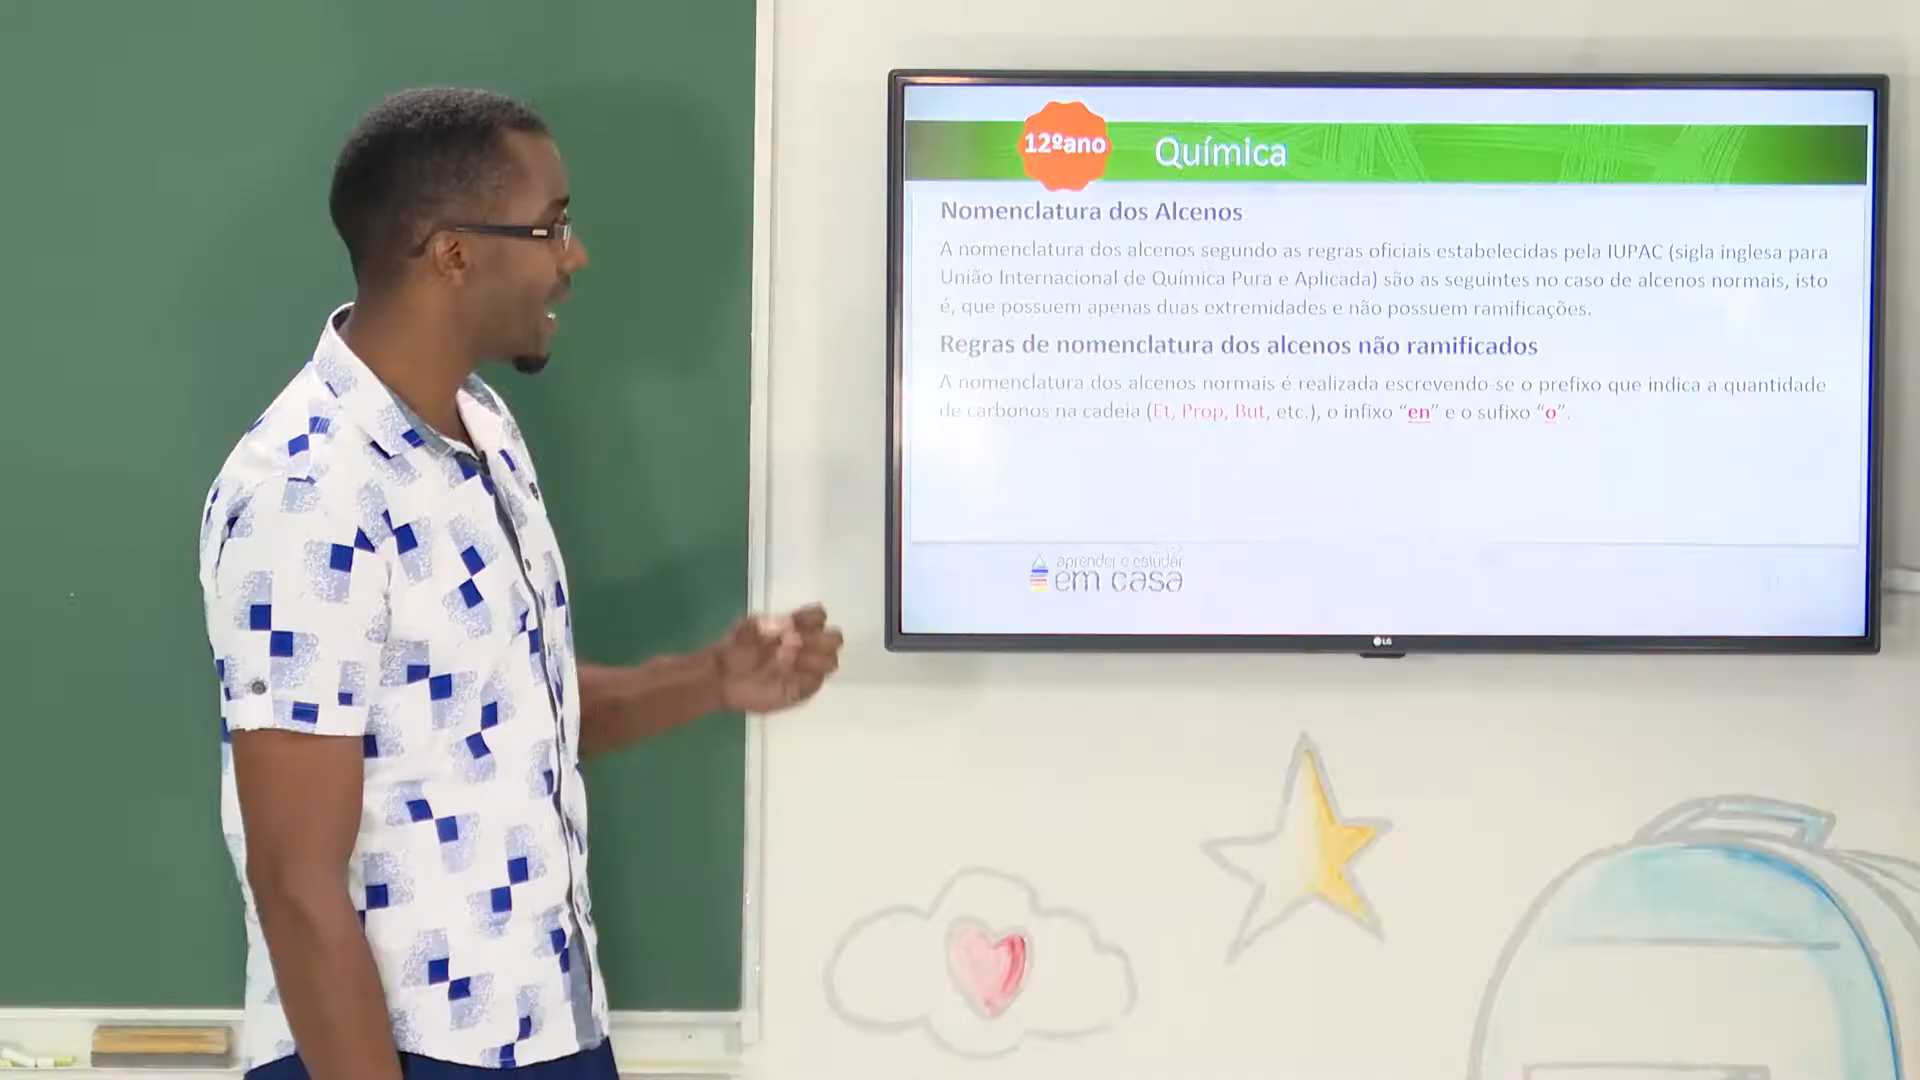 12ºano
Química
Nomenclatura dos Alcenos
A nomenclatura dos alcenos segundo as regras oficiais estabelecidas pela IUPAC (sigla inglesa para
União Internacional de Química Pura e Aplicada) são as seguintes no caso de alcenos normais, isto
é, que possuem apenas duas extremidades e não possuem ramificações.
Regras de nomenclatura dos alcenos não ramificados
A nomenclatura dos alcenos normais é realizada escrevendo-se o prefixo que indica a quantidade
de carbonos na cadeia (Et, Prop, But, etc.), o infixo “en” e o sufixo “o”.
aprender e estudar
em casa
LG